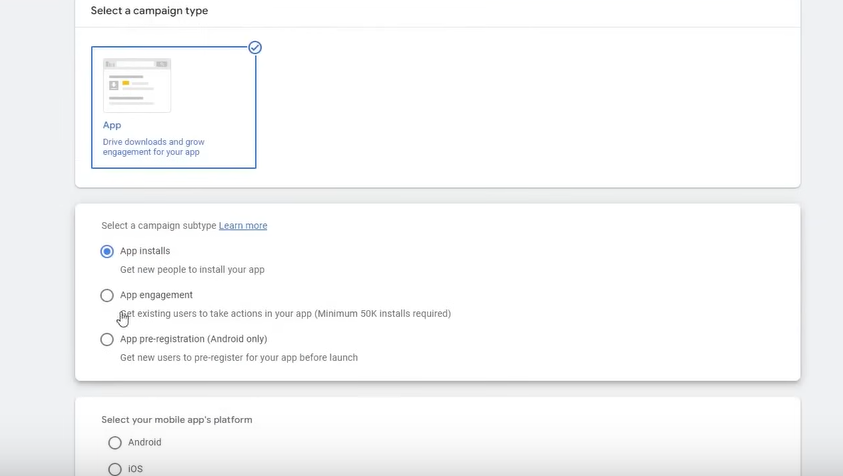 Select a campaign type
App
Drive downloads and grow
engagement for your app
Select a campaign subtype Learn more
App installs
Get new people to install your app
App engagement
Get existing users to take actions in your app (Minimum 50K installs required)
App pre-registration (Android only)
Get new users to pre-register for your app before launch
Select your mobile app's platform
Android
iOS